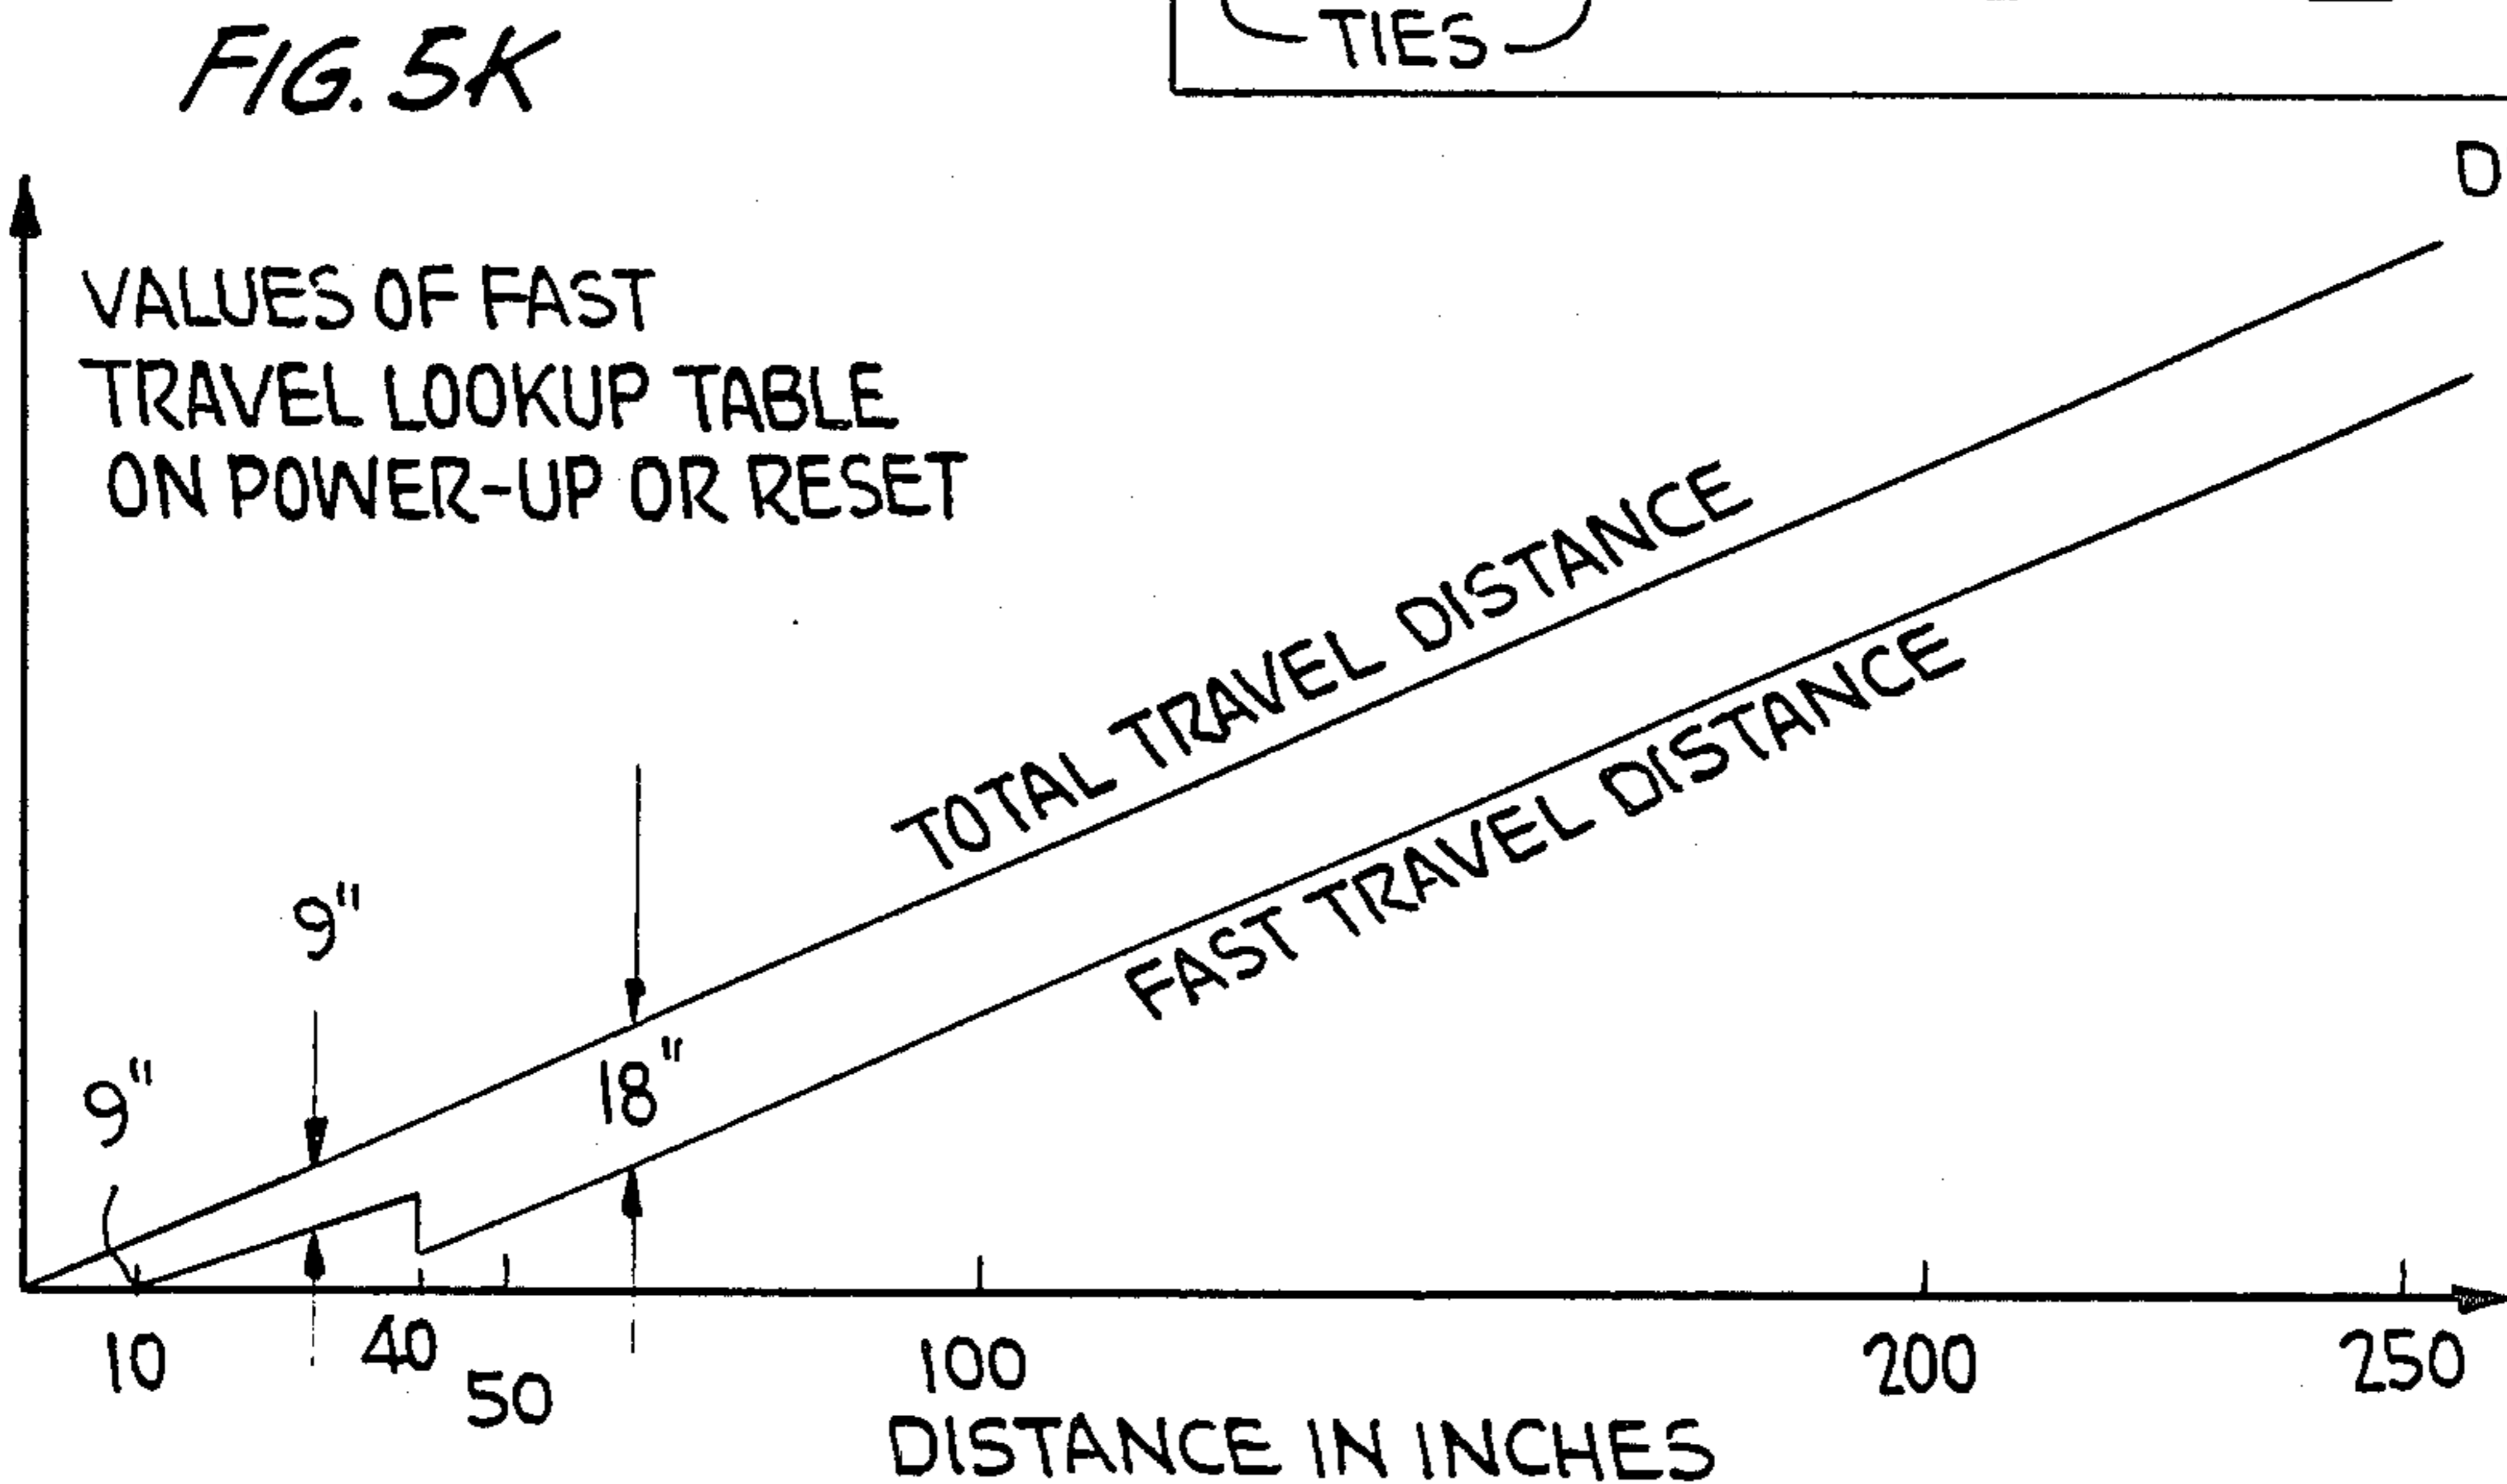 FIG. 5K
TIES
D
VALUES OF FAST
TRAVEL LOOKUP TABLE
ON POWER-UP OR RESET
TOTAL TRAVEL DISTANCE
FAST TRAVEL DISTANCE
9"
9"
18"
10
40
50
100
200
250
DISTANCE IN INCHES